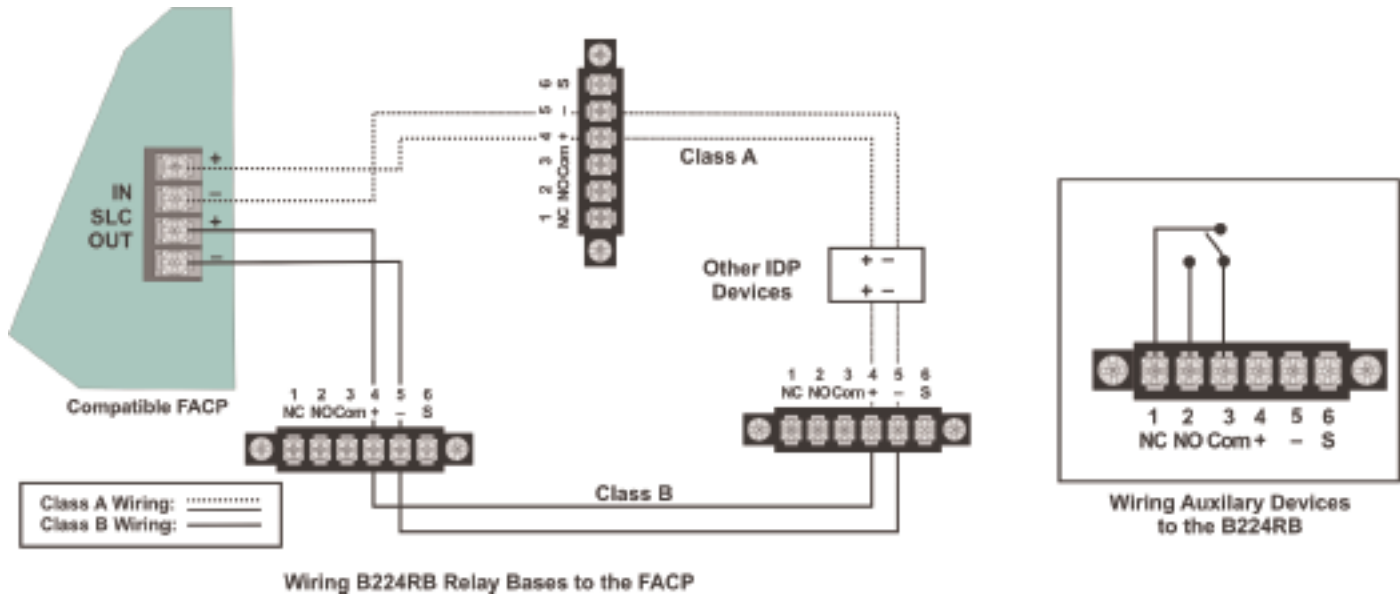 6 S
5 –
4 +
3 Com
2 NO
1 NC
Class A
+
–
+
–
IN
SLC
OUT
Compatible FACP
Other IDP
Devices
+ –
+ –
1 2 3 4 5 6
NC NO Com + – S
1 2 3 4 5 6
NC NO Com + – S
Class B
Class A Wiring:
Class B Wiring:
Wiring B224RB Relay Bases to the FACP
1 2 3 4 5 6
NC NO Com + – S
Wiring Auxilary Devices
to the B224RB